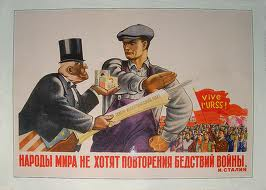 vive
l'URSS!
НАРОДЫ МИРА НЕ ХОТЯТ ПОВТОРЕНИЯ БЕДСТВИЙ ВОЙНЫ.
И. СТАЛИН